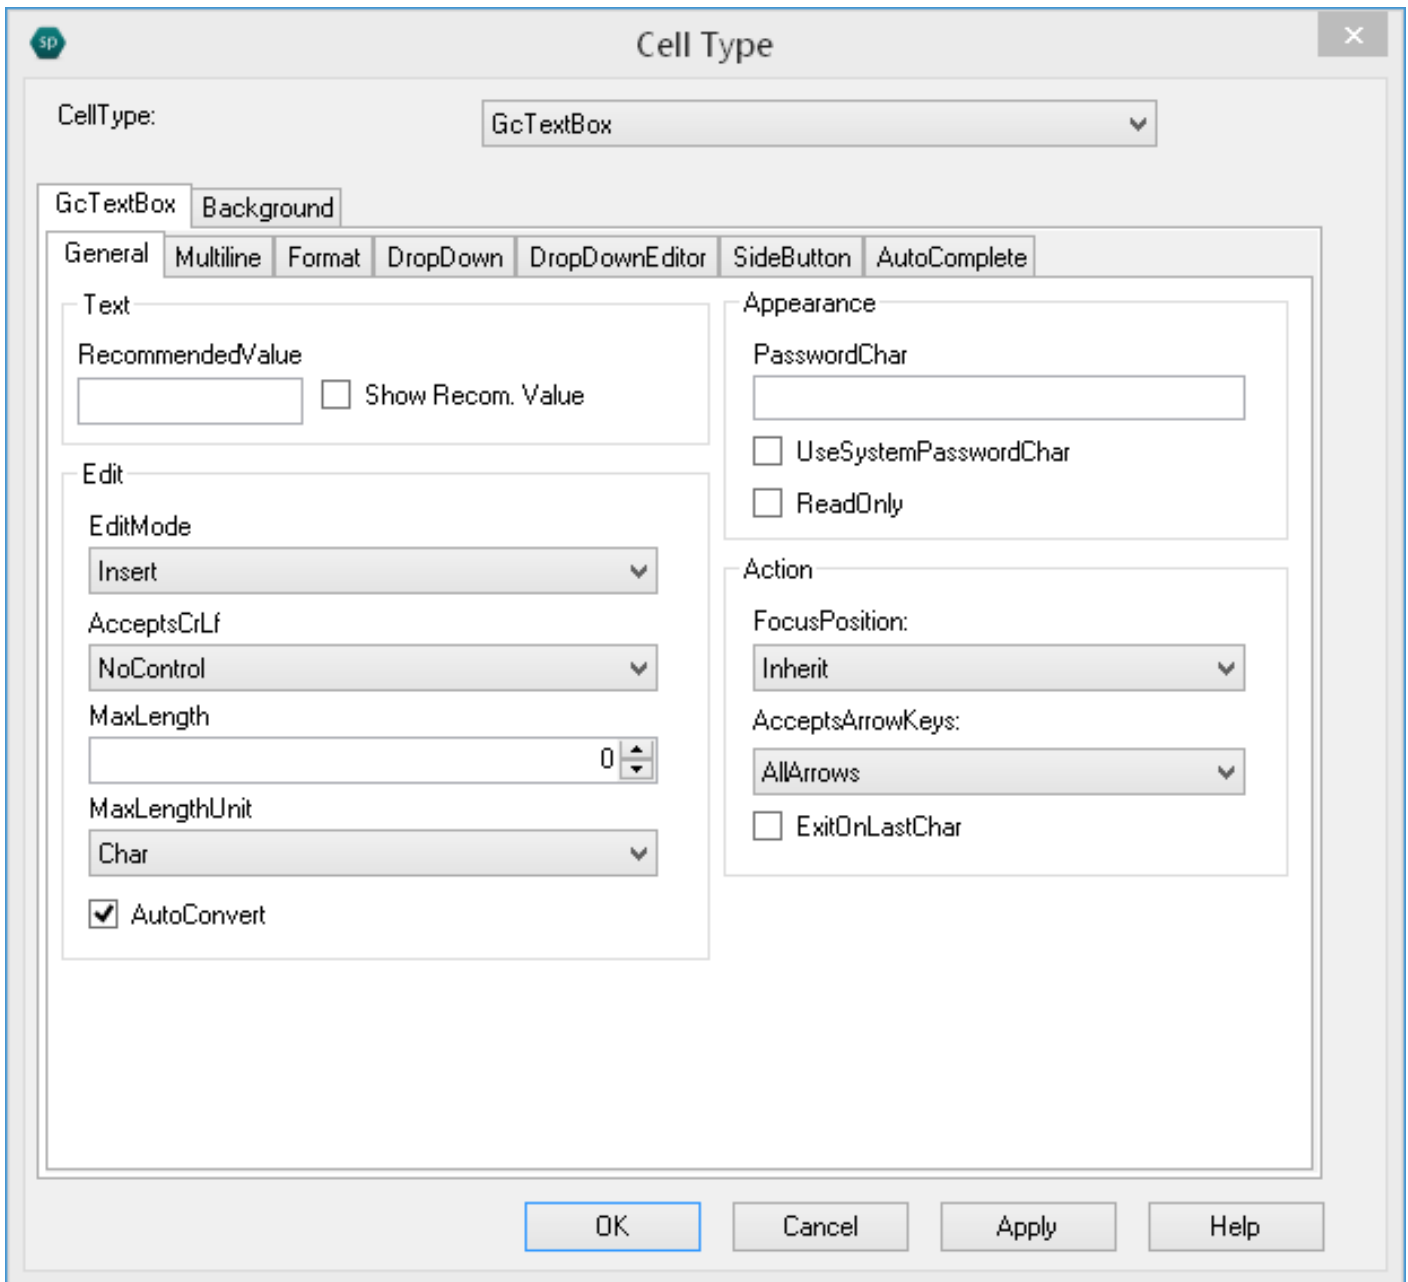 sp
Cell Type
CellType:
GcTextBox
GcTextBox Background
General Multiline Format DropDown DropDownEditor SideButton AutoComplete
Text
RecommendedValue
Show Recom. Value
Edit
EditMode
Insert
AcceptsCrLf
NoControl
MaxLength
0
MaxLengthUnit
Char
AutoConvert
Appearance
PasswordChar
UseSystemPasswordChar
ReadOnly
Action
FocusPosition:
Inherit
AcceptsArrowKeys:
AllArrows
ExitOnLastChar
OK Cancel Apply Help